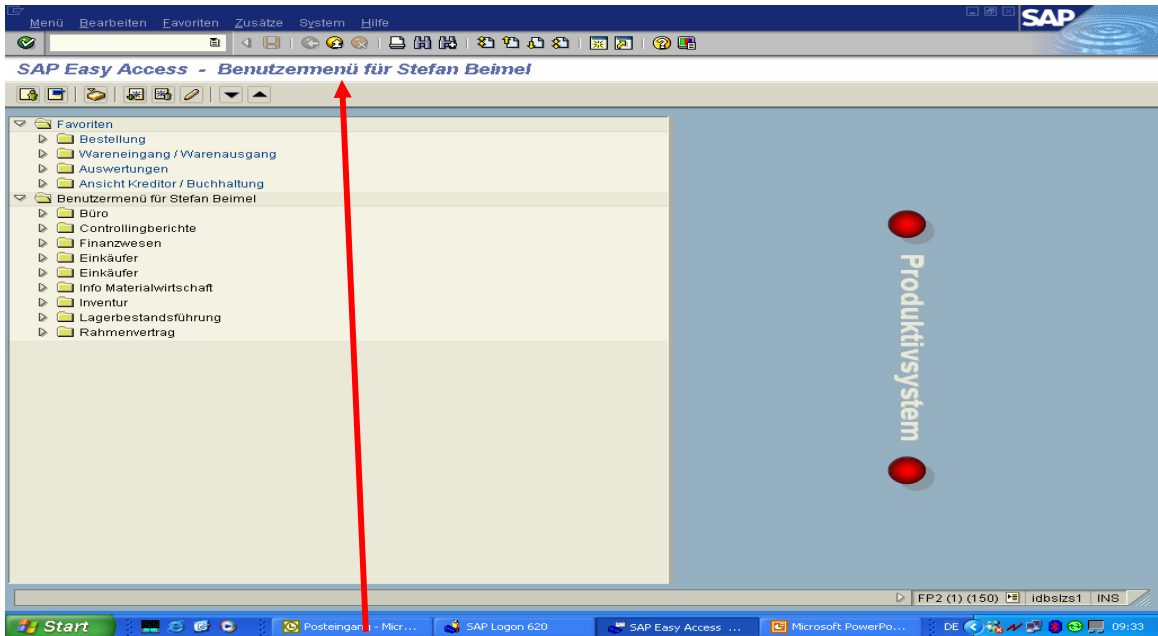 Menü Bearbeiten Favoriten Zusätze System Hilfe
SAP
SAP Easy Access - Benutzermenü für Stefan Beimel
Favoriten
Bestellung
Wareneingang / Warenausgang
Auswertungen
Ansicht Kreditor / Buchhaltung
Benutzermenü für Stefan Beimel
Büro
Controllingberichte
Finanzwesen
Einkäufer
Einkäufer
Info Materialwirtschaft
Inventur
Lagerbestandsführung
Rahmenvertrag
Produktivsystem
FP2 (1) (150) idbslzs1 INS
Start Posteingang - Micr... SAP Logon 620 SAP Easy Access ... Microsoft PowerPo... DE 09:33